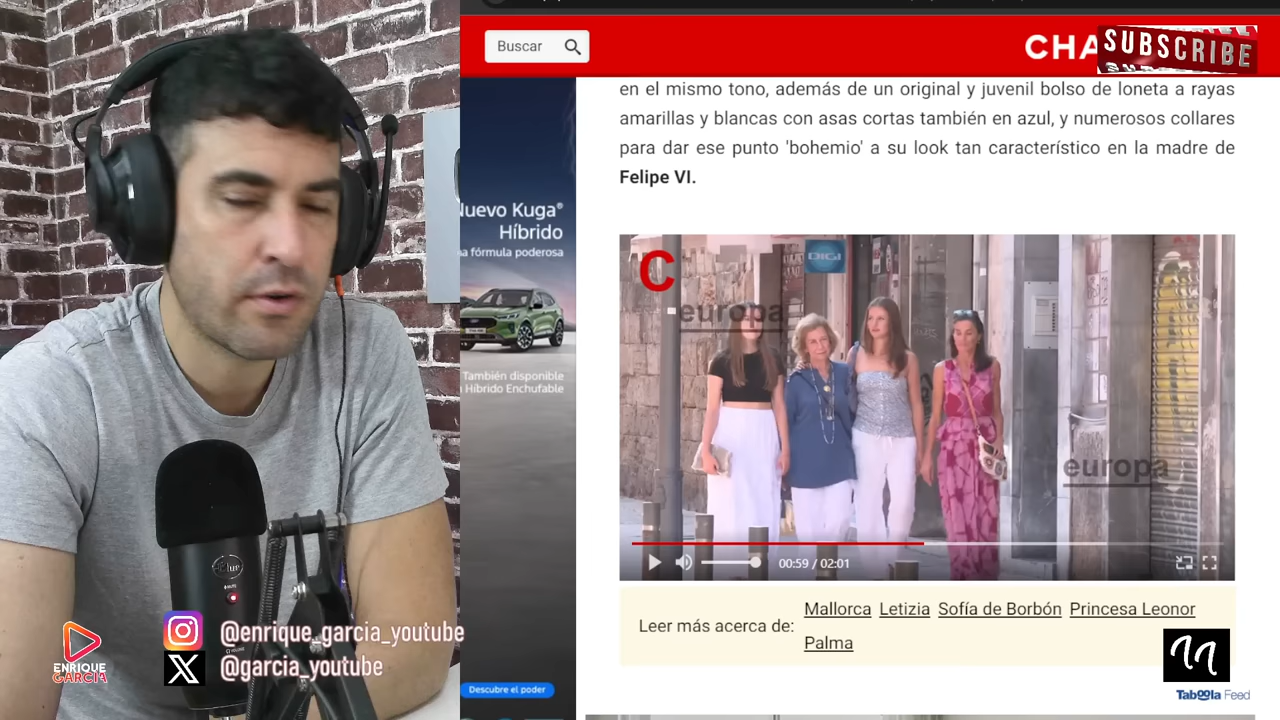 Buscar
CHA
SUBSCRIBE
en el mismo tono, además de un original y juvenil bolso de loneta a rayas
amarillas y blancas con asas cortas también en azul, y numerosos collares
para dar ese punto 'bohemio' a su look tan característico en la madre de
Felipe VI.
Nuevo Kuga®
Híbrido
a fórmula poderosa
También disponible
Híbrido Enchufable
Descubre el poder
C
DIGI
europa
europa
00:59 / 02:01
Leer más acerca de:
Mallorca Letizia Sofía de Borbón Princesa Leonor
Palma
Taboola Feed
Blue
ENRIQUE
GARCIA
@enrique_garcia_youtube
@garcia_youtube